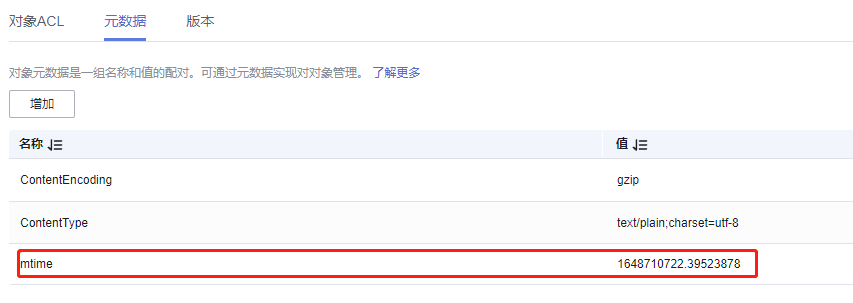 对象ACL 元数据 版本
对象元数据是一组名称和值的配对。可通过元数据实现对对象管理。 了解更多
增加
名称 值
ContentEncoding gzip
ContentType text/plain;charset=utf-8
mtime 1648710722.39523878